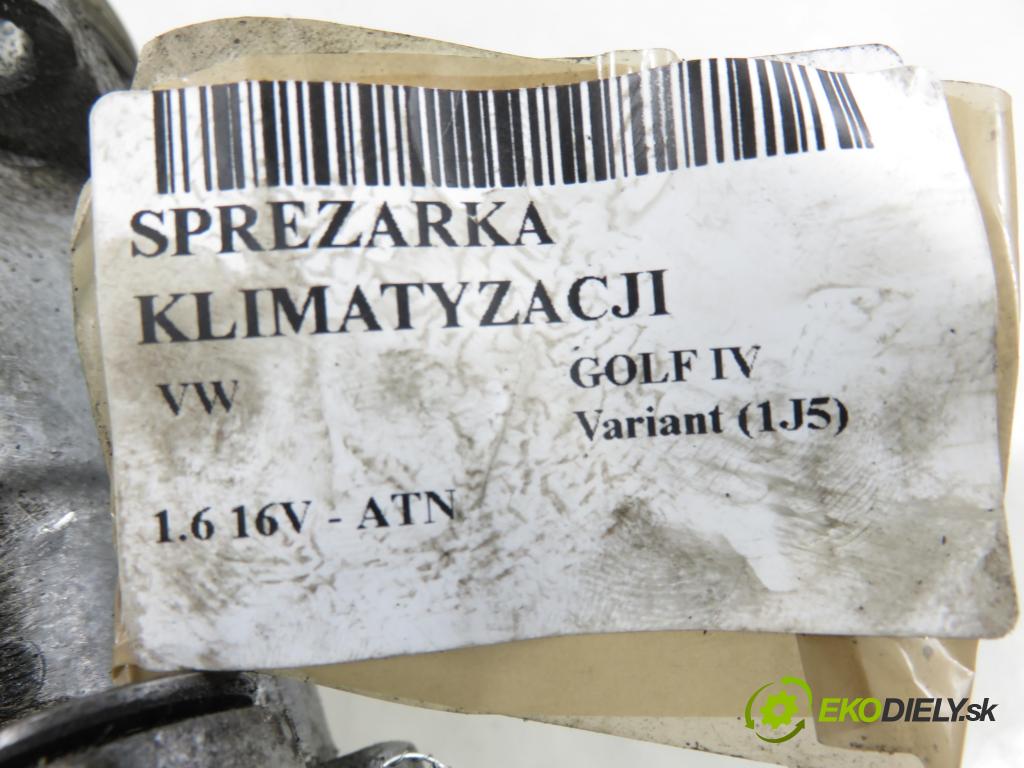 SPREZARKA
KLIMATYZACJI
VW
GOLF IV
Variant (1J5)
1.6 16V - ATN
EKODIELY.sk